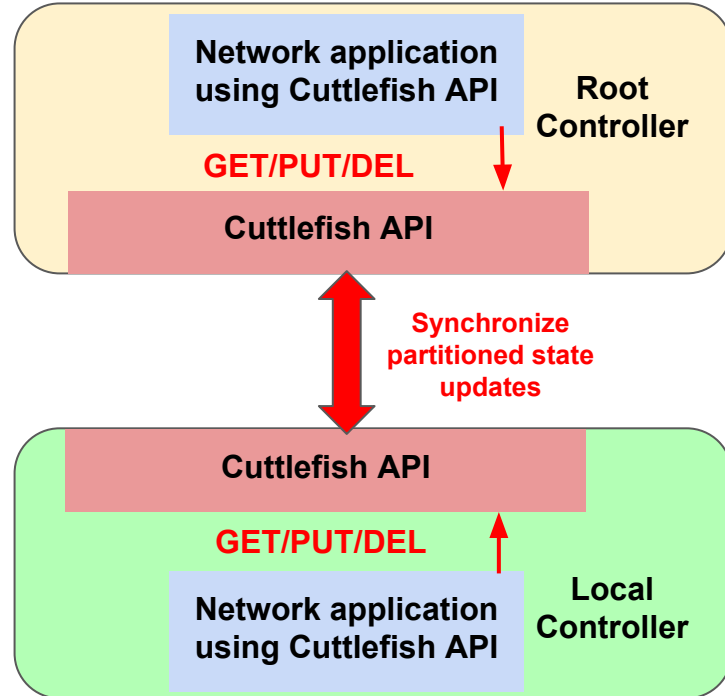 Network application
using Cuttlefish API
Root
Controller
GET/PUT/DEL
Cuttlefish API
Synchronize
partitioned state
updates
Cuttlefish API
GET/PUT/DEL
Network application
using Cuttlefish API
Local
Controller